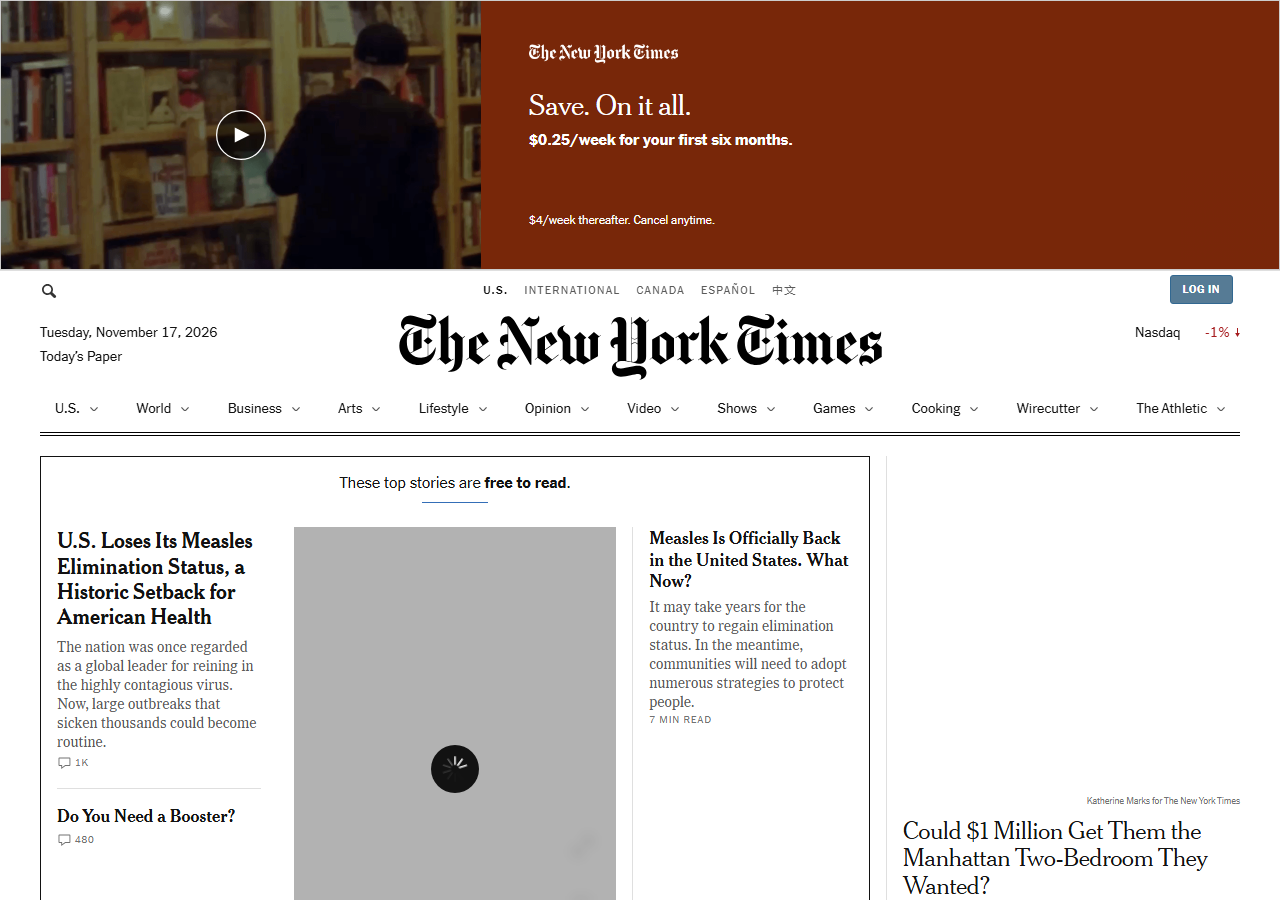 The New York Times
Save. On it all.
$0.25/week for your first six months.
$4/week thereafter. Cancel anytime.
U.S. INTERNATIONAL CANADA ESPAÑOL 中文
LOG IN
Tuesday, November 17, 2026
Today's Paper
The New York Times
Nasdaq -1%
U.S. World Business Arts Lifestyle Opinion Video Shows Games Cooking Wirecutter The Athletic
These top stories are free to read.
U.S. Loses Its Measles
Elimination Status, a
Historic Setback for
American Health
The nation was once regarded
as a global leader for reining in
the highly contagious virus.
Now, large outbreaks that
sicken thousands could become
routine.
1K
Do You Need a Booster?
480
Measles Is Officially Back
in the United States. What
Now?
It may take years for the
country to regain elimination
status. In the meantime,
communities will need to adopt
numerous strategies to protect
people.
7 MIN READ
Katherine Marks for The New York Times
Could $1 Million Get Them the
Manhattan Two-Bedroom They
Wanted?